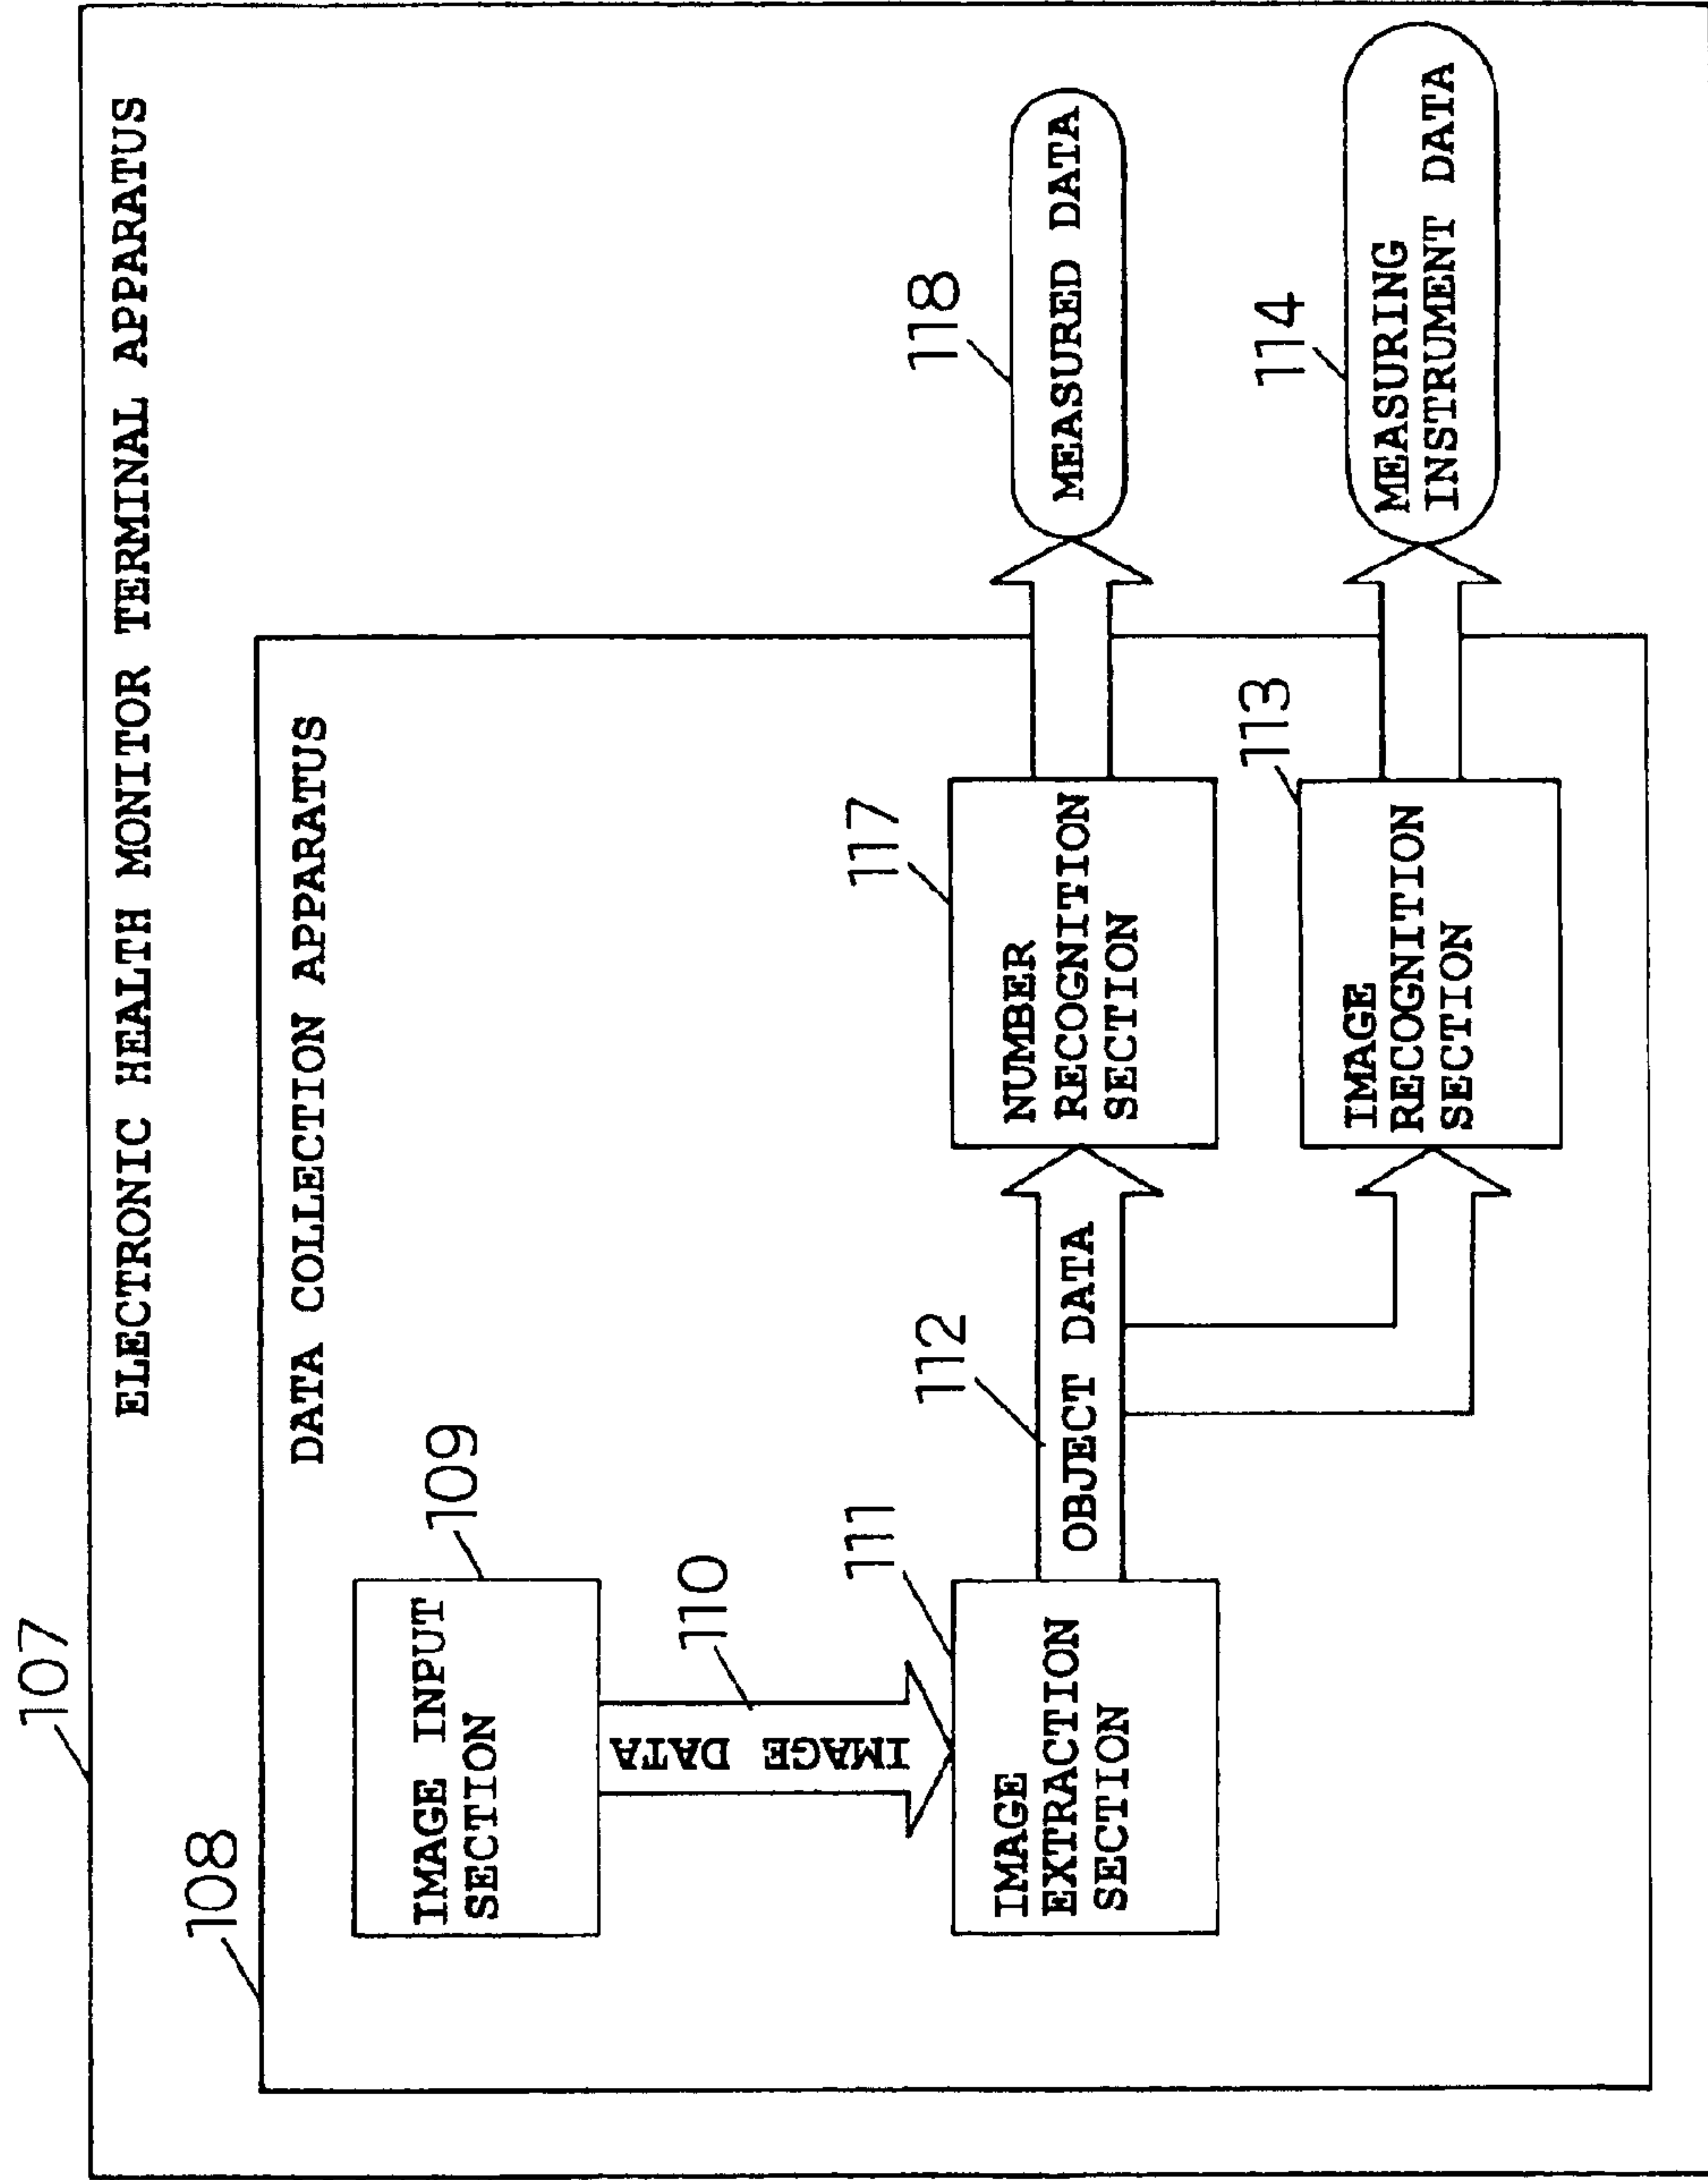 107
ELECTRONIC HEALTH MONITOR TERMINAL APPARATUS
108
DATA COLLECTION APPARATUS
109
IMAGE INPUT
SECTION
110
IMAGE DATA
111
IMAGE
EXTRACTION
SECTION
112
OBJECT DATA
117
NUMBER
RECOGNITION
SECTION
118
MEASURED DATA
113
IMAGE
RECOGNITION
SECTION
114
MEASURING
INSTRUMENT DATA